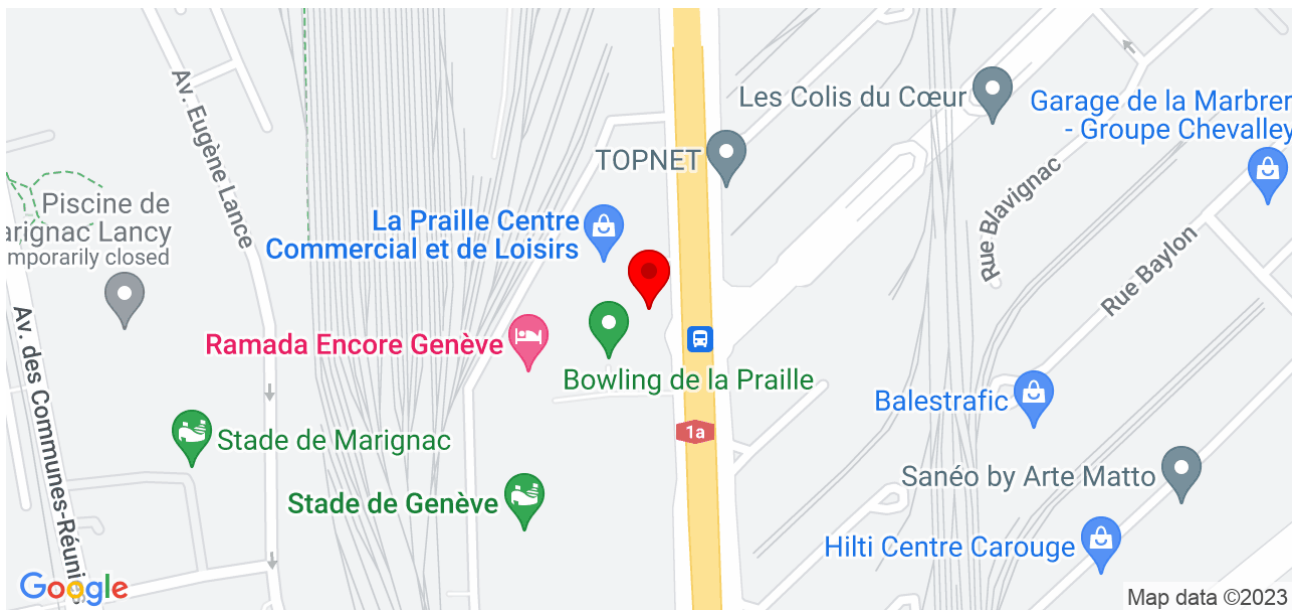 Av. Eugène Lance
Les Colis du Cœur
Garage de la Marbrer
- Groupe Chevalley
TOPNET
Rue Blavignac
Piscine de
arignac Lancy
mporarily closed
La Praille Centre
Commercial et de Loisirs
Rue Baylon
Av. des Communes-Réunies
Ramada Encore Genève
Bowling de la Praille
Balestrafic
1a
Stade de Marignac
Sanéo by Arte Matto
Stade de Genève
Hilti Centre Carouge
Google
Map data ©2023